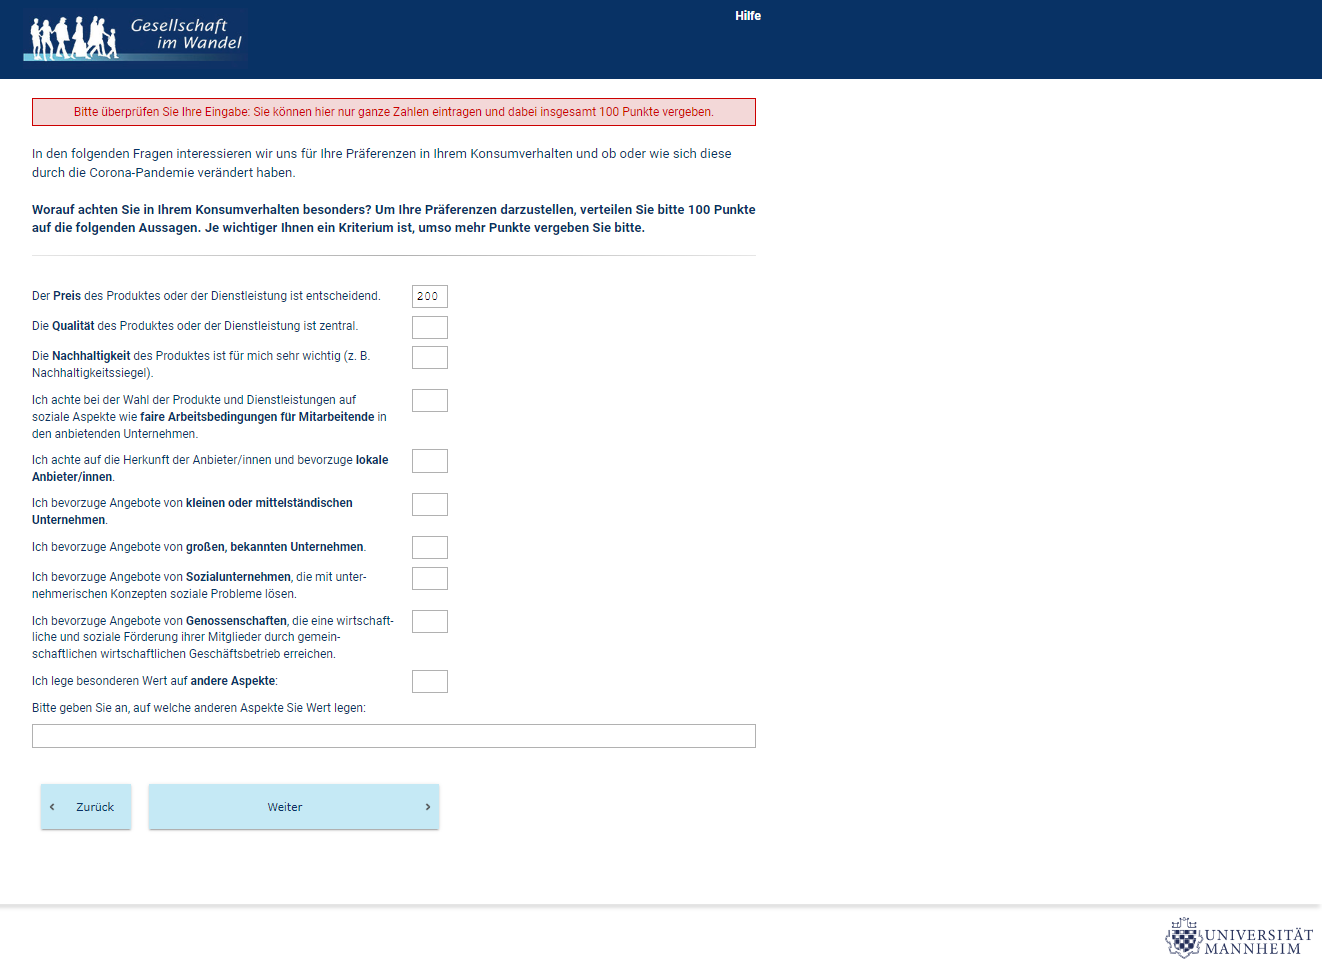 Gesellschaft
im Wandel
Hilfe
Bitte überprüfen Sie Ihre Eingabe: Sie können hier nur ganze Zahlen eintragen und dabei insgesamt 100 Punkte vergeben.
In den folgenden Fragen interessieren wir uns für Ihre Präferenzen in Ihrem Konsumverhalten und ob oder wie sich diese
durch die Corona-Pandemie verändert haben.
Worauf achten Sie in Ihrem Konsumverhalten besonders? Um Ihre Präferenzen darzustellen, verteilen Sie bitte 100 Punkte
auf die folgenden Aussagen. Je wichtiger Ihnen ein Kriterium ist, umso mehr Punkte vergeben Sie bitte.
Der Preis des Produktes oder der Dienstleistung ist entscheidend. 200
Die Qualität des Produktes oder der Dienstleistung ist zentral.
Die Nachhaltigkeit des Produktes ist für mich sehr wichtig (z. B.
Nachhaltigkeitssiegel).
Ich achte bei der Wahl der Produkte und Dienstleistungen auf
soziale Aspekte wie faire Arbeitsbedingungen für Mitarbeitende in
den anbietenden Unternehmen.
Ich achte auf die Herkunft der Anbieter/innen und bevorzuge lokale
Anbieter/innen.
Ich bevorzuge Angebote von kleinen oder mittelständischen
Unternehmen.
Ich bevorzuge Angebote von großen, bekannten Unternehmen.
Ich bevorzuge Angebote von Sozialunternehmen, die mit unter-
nehmerischen Konzepten soziale Probleme lösen.
Ich bevorzuge Angebote von Genossenschaften, die eine wirtschaft-
liche und soziale Förderung ihrer Mitglieder durch gemein-
schaftlichen wirtschaftlichen Geschäftsbetrieb erreichen.
Ich lege besonderen Wert auf andere Aspekte:
Bitte geben Sie an, auf welche anderen Aspekte Sie Wert legen:
Zurück
Weiter
UNIVERSITÄT
MANNHEIM